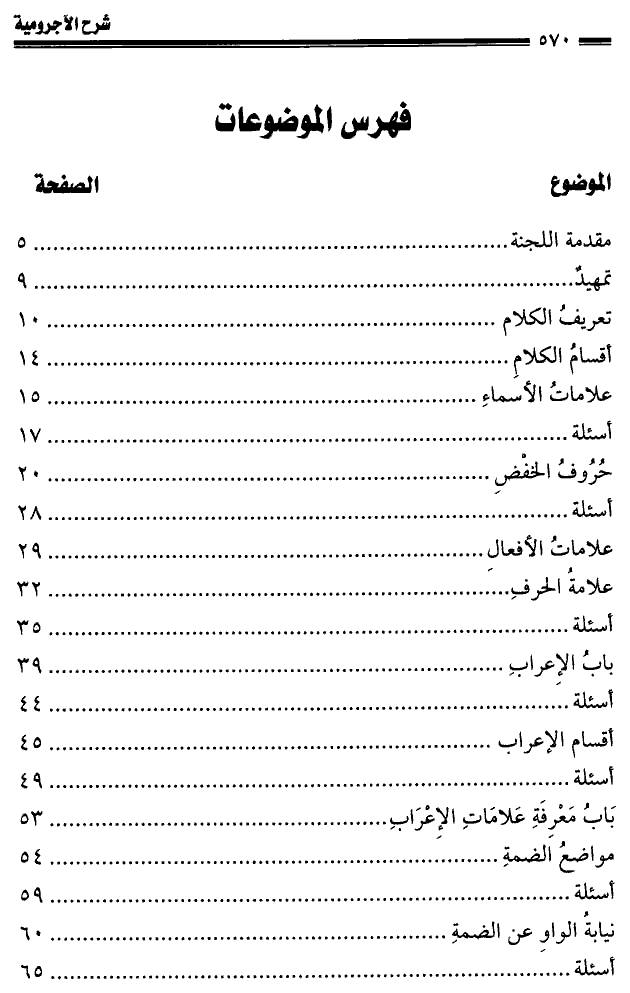 شرح الآجرومية
٥٧٠
فهرس الموضوعات
الموضوع الصفحة
مقدمة اللجنة ٥
تمهيدٌ ٩
تعريفُ الكلام ١٠
أقسامُ الكلامِ ١٤
علاماتُ الأسماءِ ١٥
أسئلة ١٧
حُرُوفُ الخفْضِ ٢٠
أسئلة ٢٨
علاماتُ الأفعالِ ٢٩
علامةُ الحرفِ ٣٢
أسئلة ٣٥
بابُ الإعرابِ ٣٩
أسئلة ٤٤
أقسام الإعراب ٤٥
أسئلة ٤٩
بَابُ مَعْرِفَةِ عَلامَاتِ الإِعْرَابِ ٥٣
مواضعُ الضمةِ ٥٤
أسئلة ٥٩
نيابةُ الواوِ عن الضمةِ ٦٠
أسئلة ٦٥